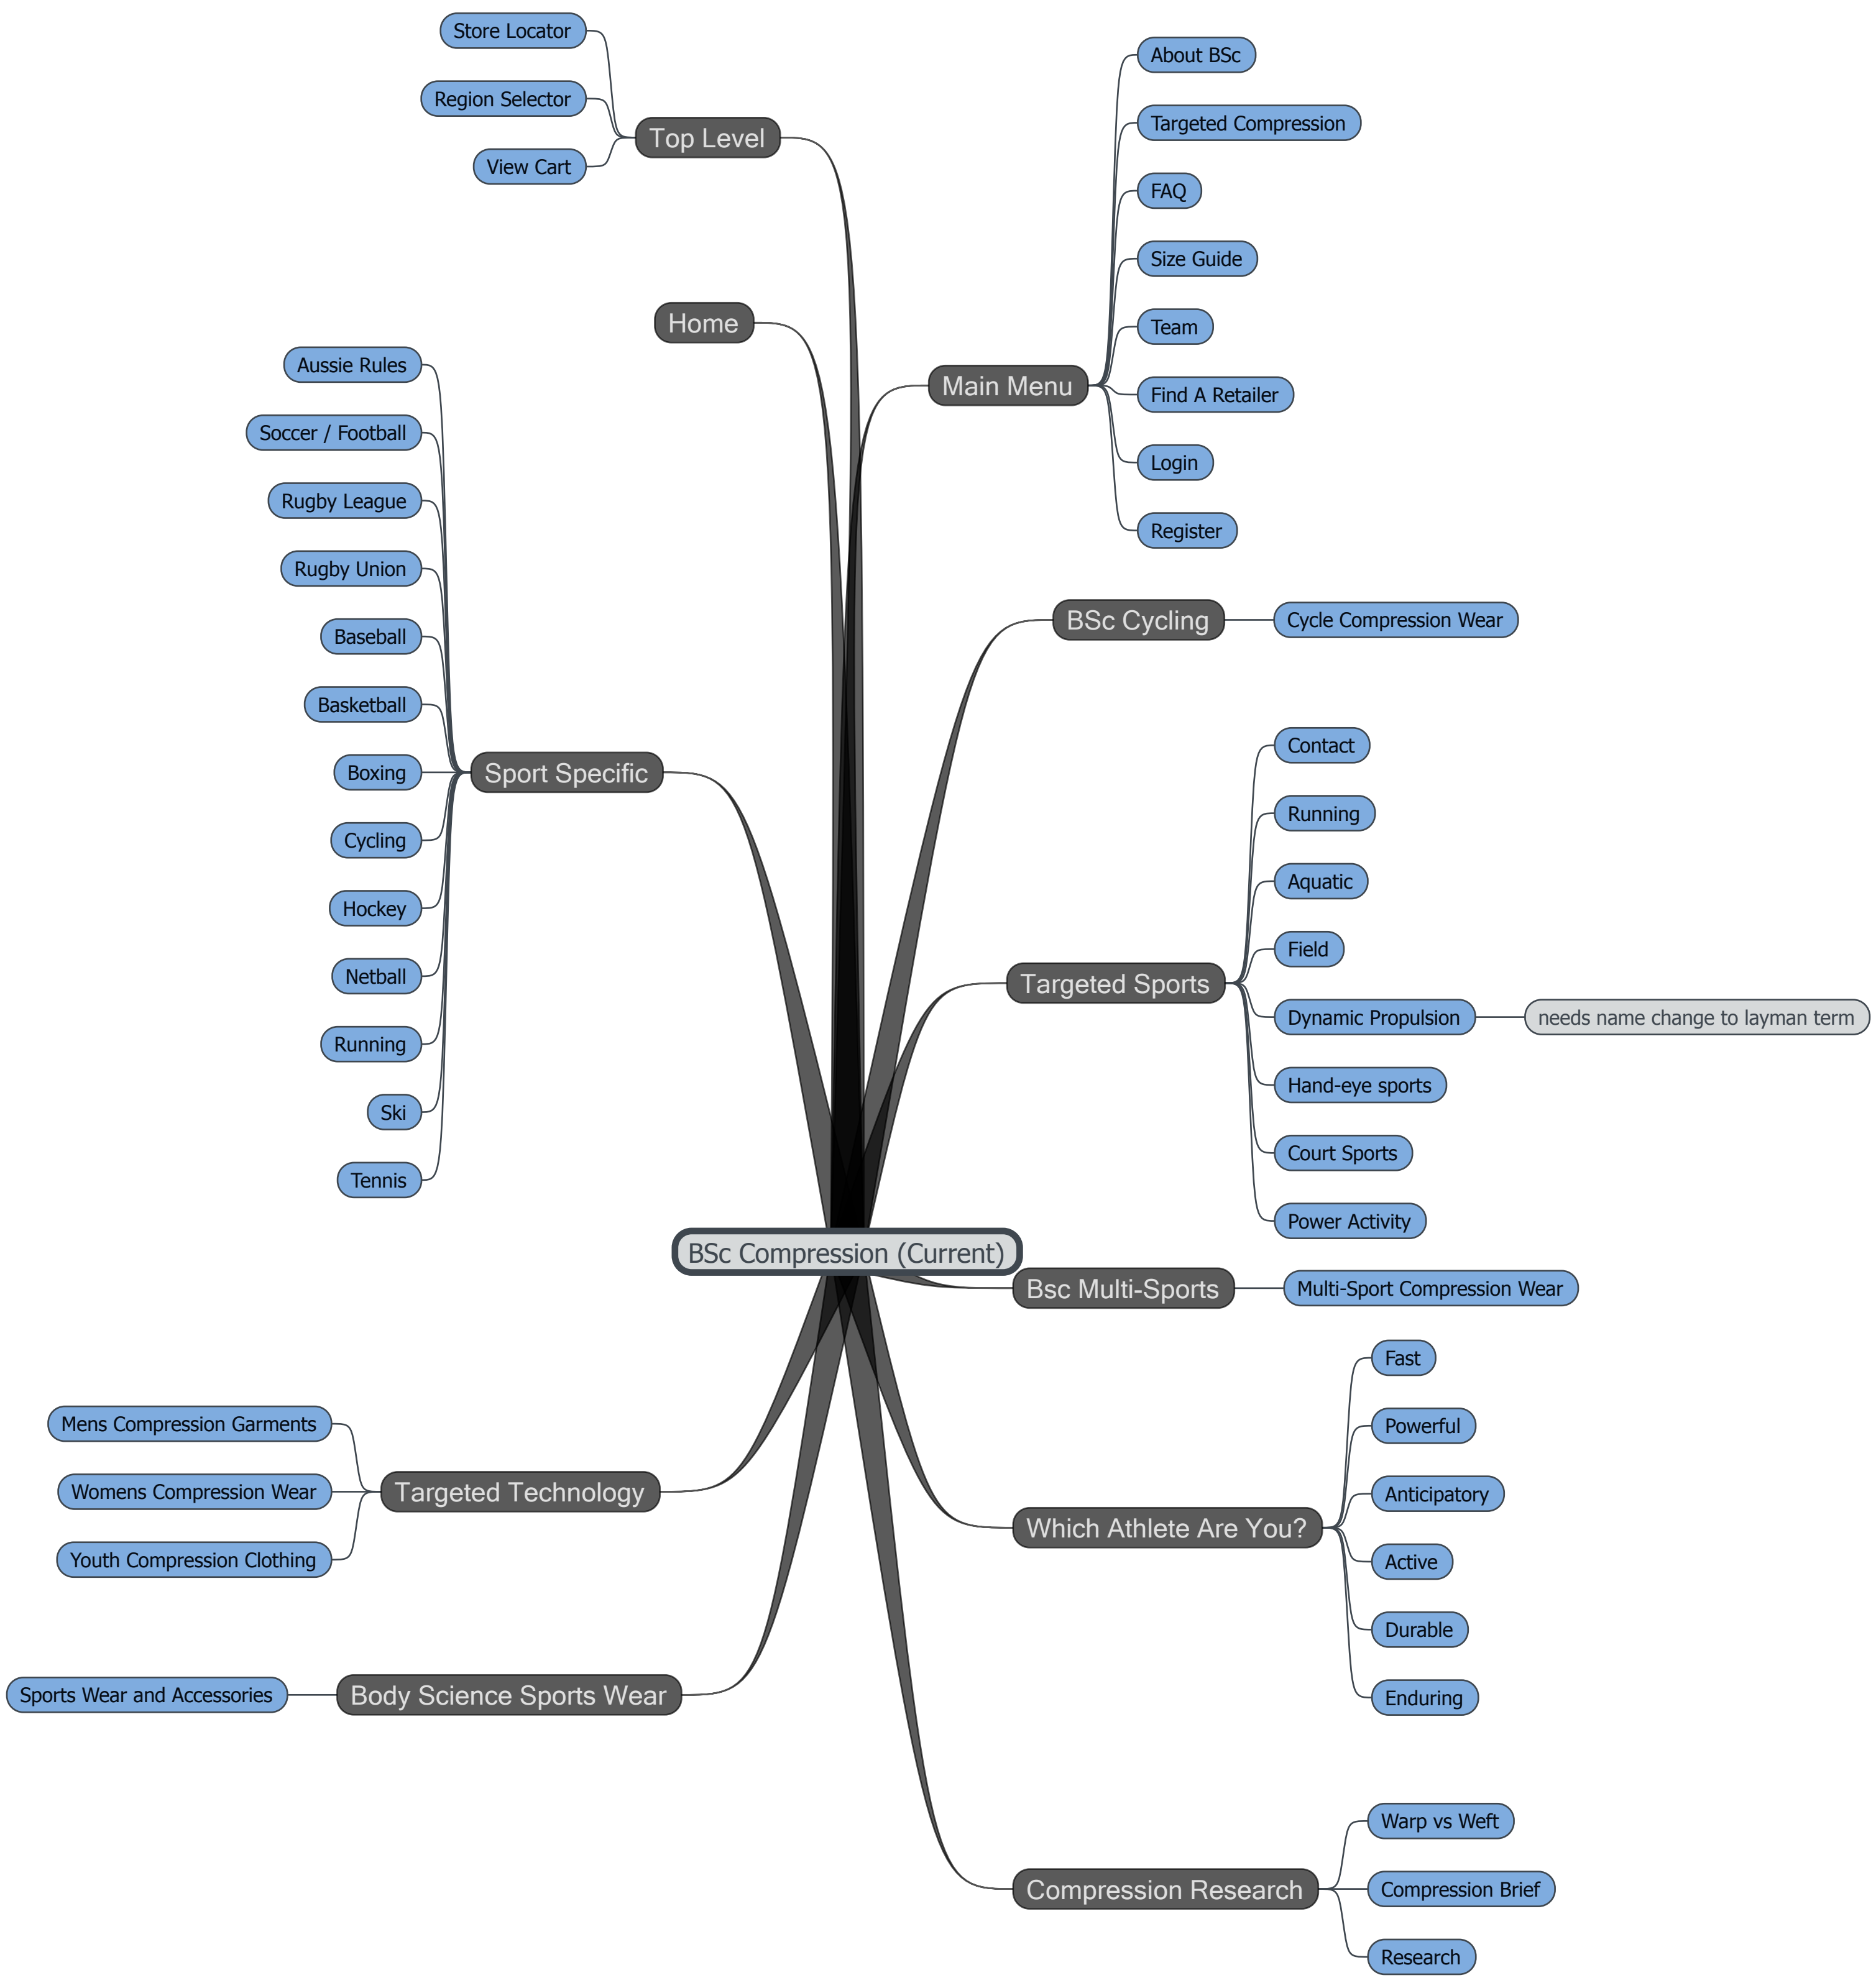 Store Locator
Region Selector
View Cart
Top Level
Home
About BSc
Targeted Compression
FAQ
Size Guide
Team
Find A Retailer
Login
Register
Main Menu
Aussie Rules
Soccer / Football
Rugby League
Rugby Union
Baseball
Basketball
Boxing
Cycling
Hockey
Netball
Running
Ski
Tennis
Sport Specific
BSc Cycling
Cycle Compression Wear
Targeted Sports
Contact
Running
Aquatic
Field
Dynamic Propulsion
needs name change to layman term
Hand-eye sports
Court Sports
Power Activity
BSc Compression (Current)
Bsc Multi-Sports
Multi-Sport Compression Wear
Mens Compression Garments
Womens Compression Wear
Youth Compression Clothing
Targeted Technology
Which Athlete Are You?
Fast
Powerful
Anticipatory
Active
Durable
Enduring
Sports Wear and Accessories
Body Science Sports Wear
Compression Research
Warp vs Weft
Compression Brief
Research